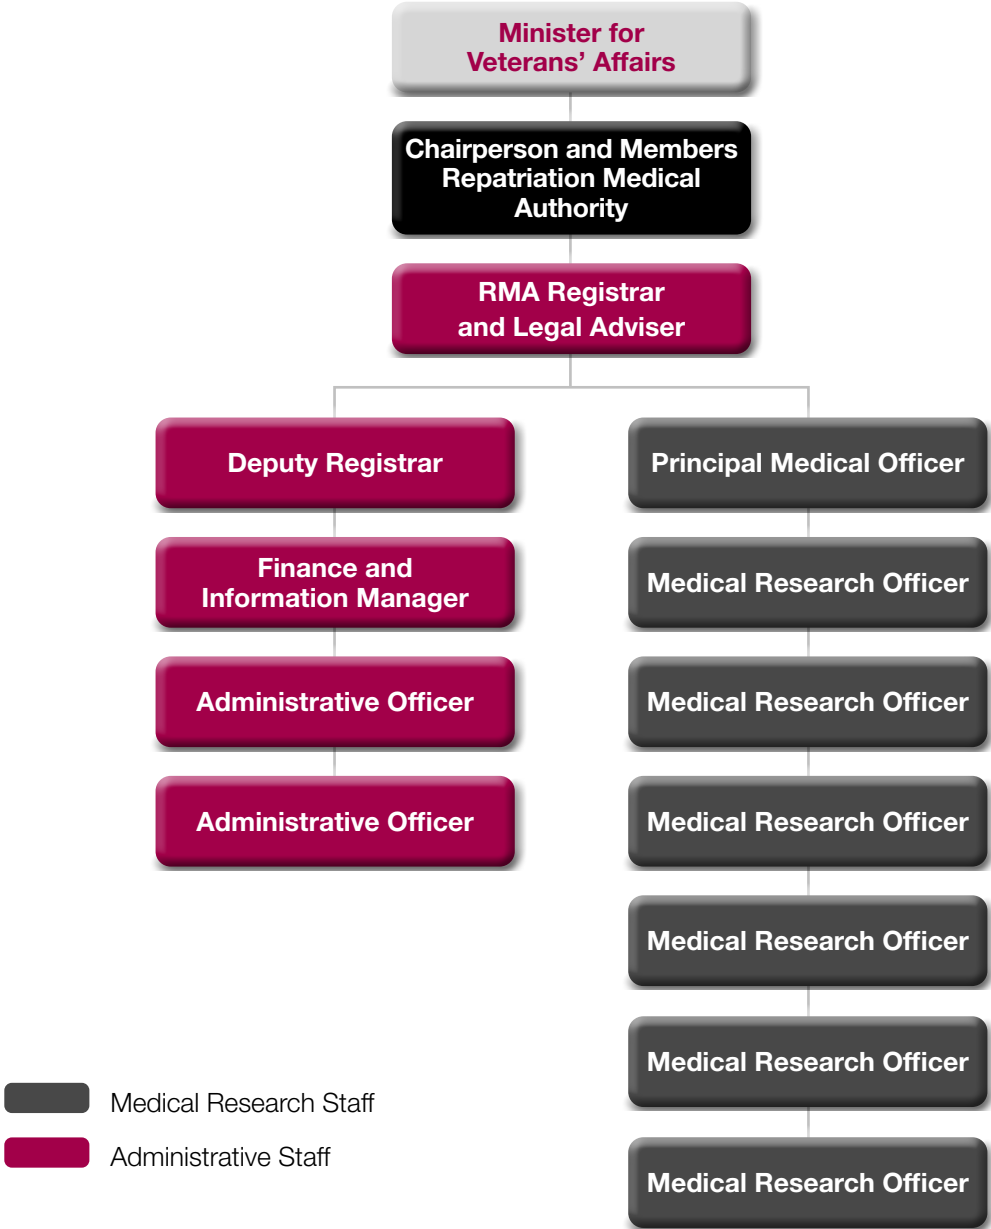 Minister for
Veterans’ Affairs
Chairperson and Members
Repatriation Medical
Authority
RMA Registrar
and Legal Adviser
Deputy Registrar
Principal Medical Officer
Finance and
Information Manager
Medical Research Officer
Administrative Officer
Medical Research Officer
Administrative Officer
Medical Research Officer
Medical Research Officer
Medical Research Officer
Medical Research Officer
Medical Research Staff
Administrative Staff